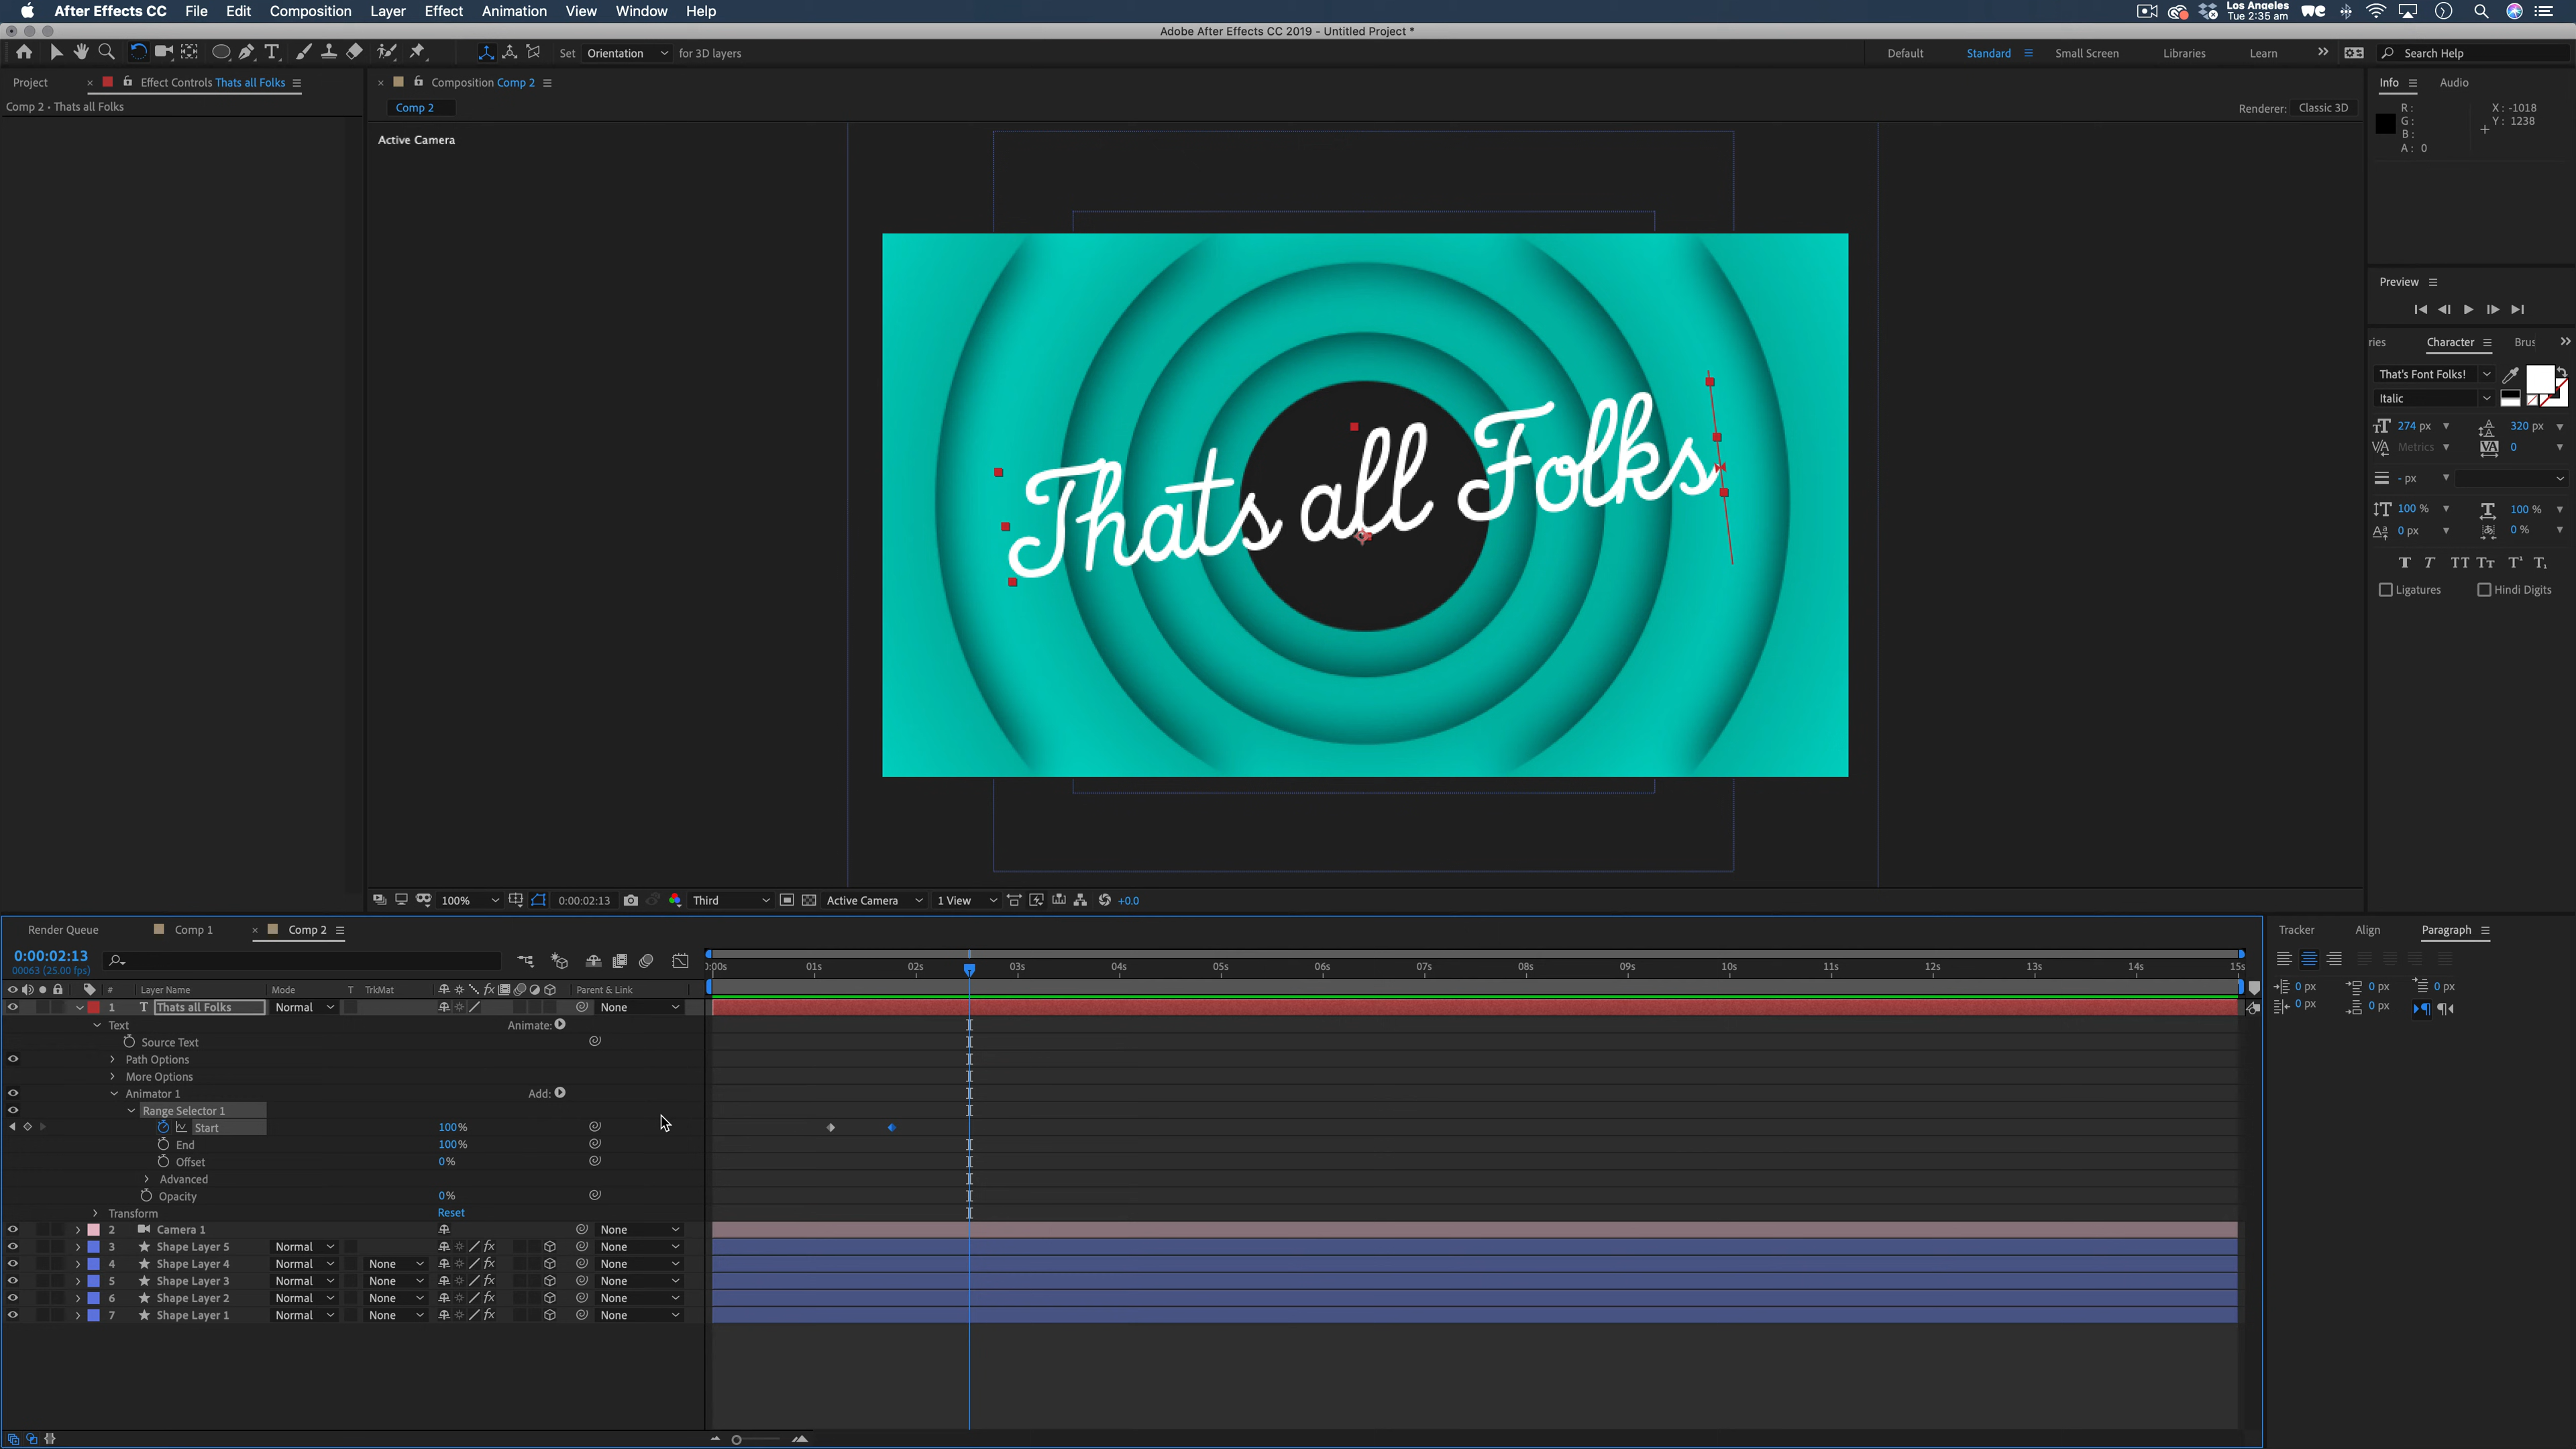 After Effects CC File Edit Composition Layer Effect Animation View Window Help Los Angeles Tue 2:35 am
Adobe After Effects CC 2019 - Untitled Project *
Set Orientation for 3D layers Default Standard Small Screen Libraries Learn Search Help
Project Effect Controls Thats all Folks
Composition Comp 2
Info Audio
Comp 2 • Thats all Folks
Comp 2
Renderer: Classic 3D
Active Camera
R: X: -1018
G: Y: 1238
B:
A: 0
Preview
ries Character Brus
That's Font Folks!
Italic
274 px 320 px
Metrics 0
- px
100 % 100 %
0 px 0 %
Ligatures Hindi Digits
Thats all Folks
100% 0:00:02:13 Third Active Camera 1 View +0.0
Render Queue Comp 1 Comp 2
Tracker Align Paragraph
0:00:02:13
00063 (25.00 fps)
0 px 0 px 0 px
0 px 0 px
:00s 01s 02s 03s 04s 05s 06s 07s 08s 09s 10s 11s 12s 13s 14s 15s
# Layer Name Mode T TrkMat Parent & Link
1 T Thats all Folks Normal None
Text Animate:
Source Text
Path Options
More Options
Animator 1 Add:
Range Selector 1
Start 100%
End 100%
Offset 0%
Advanced
Opacity 0%
Transform Reset
2 Camera 1 None
3 Shape Layer 5 Normal None
4 Shape Layer 4 Normal None None
5 Shape Layer 3 Normal None None
6 Shape Layer 2 Normal None None
7 Shape Layer 1 Normal None None